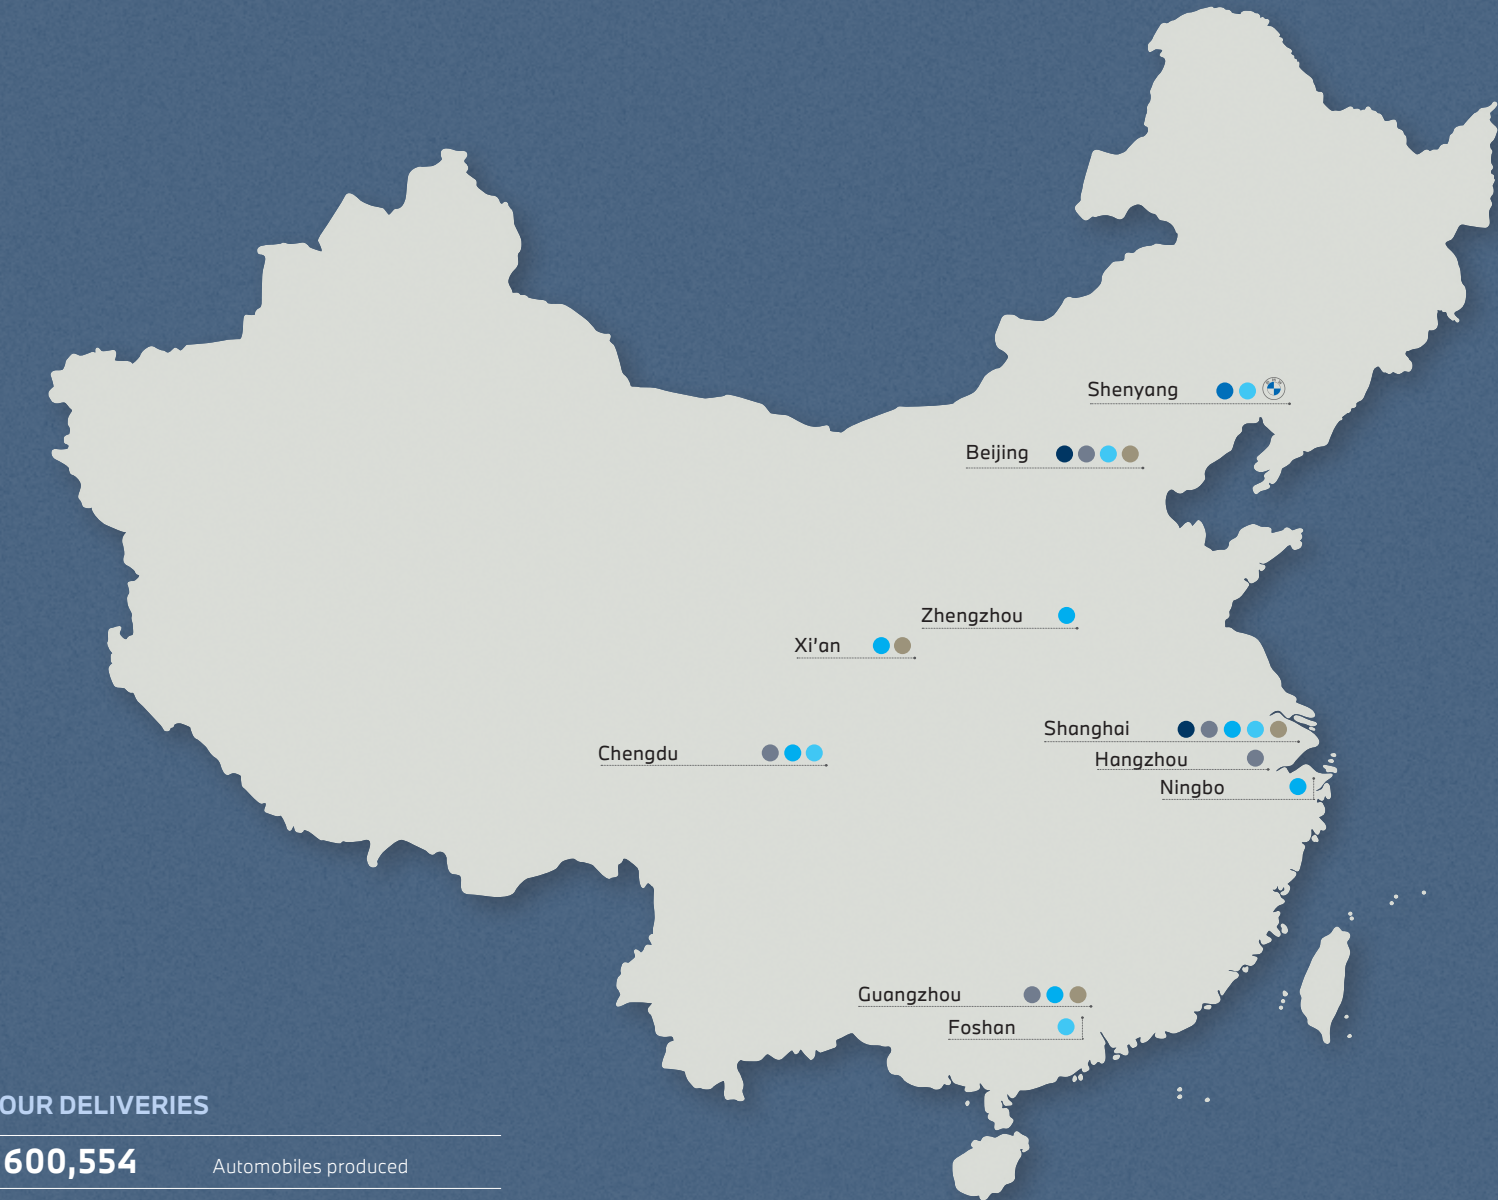 Shenyang
Beijing
Zhengzhou
Xi'an
Shanghai
Chengdu
Hangzhou
Ningbo
Guangzhou
Foshan
OUR DELIVERIES
600,554 Automobiles produced